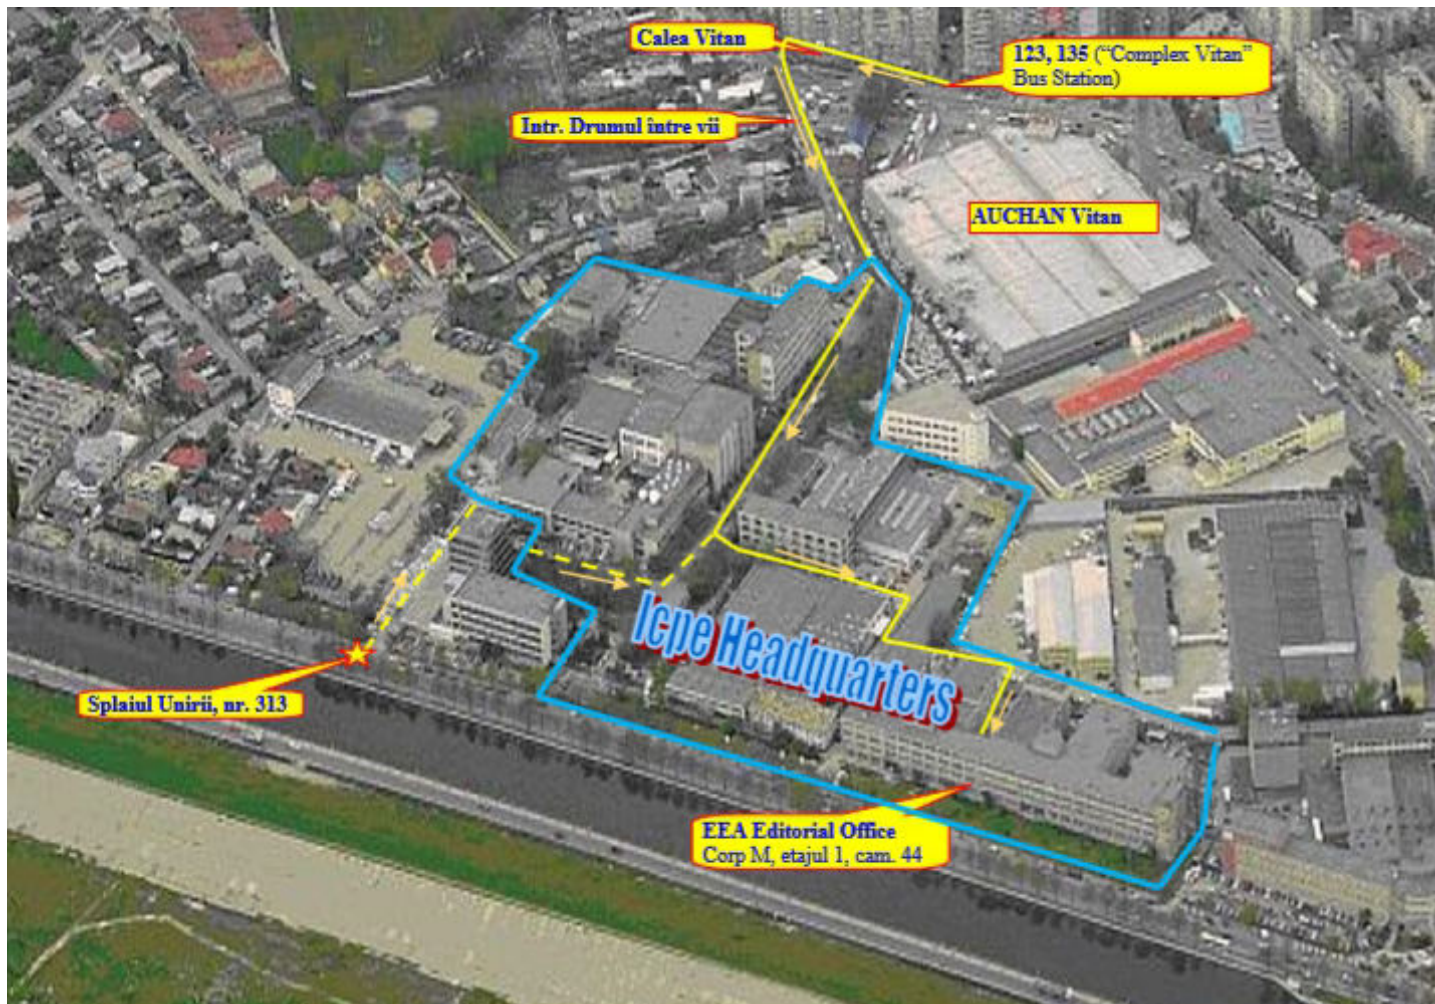 Calea Vitan
123, 135 (“Complex Vitan”
Bus Station)
Intr. Drumul între vii
AUCHAN Vitan
Icpe Headquarters
Splaiul Unirii, nr. 313
EEA Editorial Office
Corp M, etajul 1, cam. 44